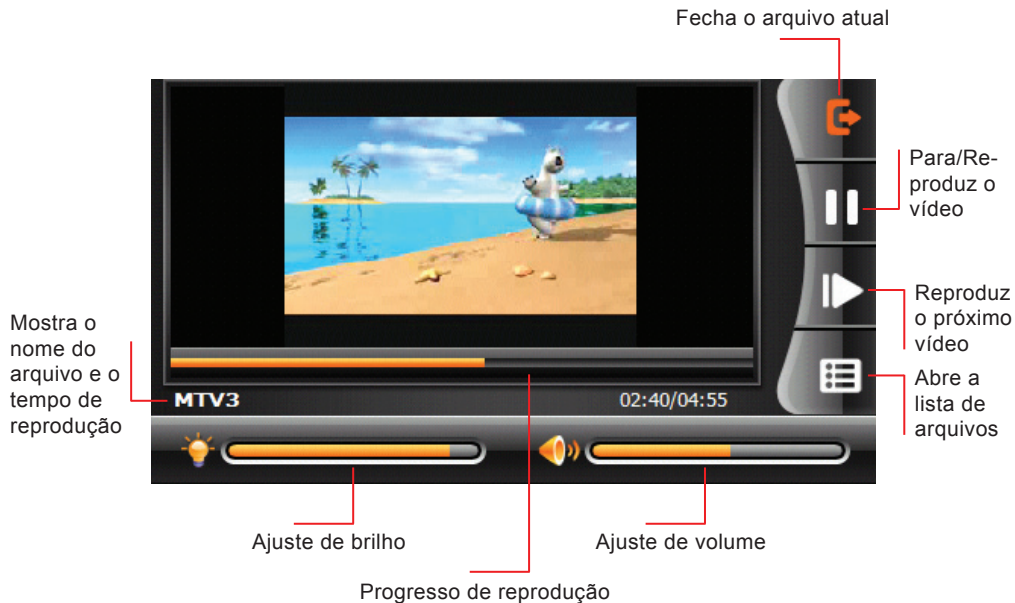 Fecha o arquivo atual
Para/Re-
produz o
vídeo
Reproduz
o próximo
vídeo
Mostra o
nome do
arquivo e o
tempo de
reprodução
Abre a
lista de
arquivos
MTV3
02:40/04:55
Ajuste de brilho
Ajuste de volume
Progresso de reprodução